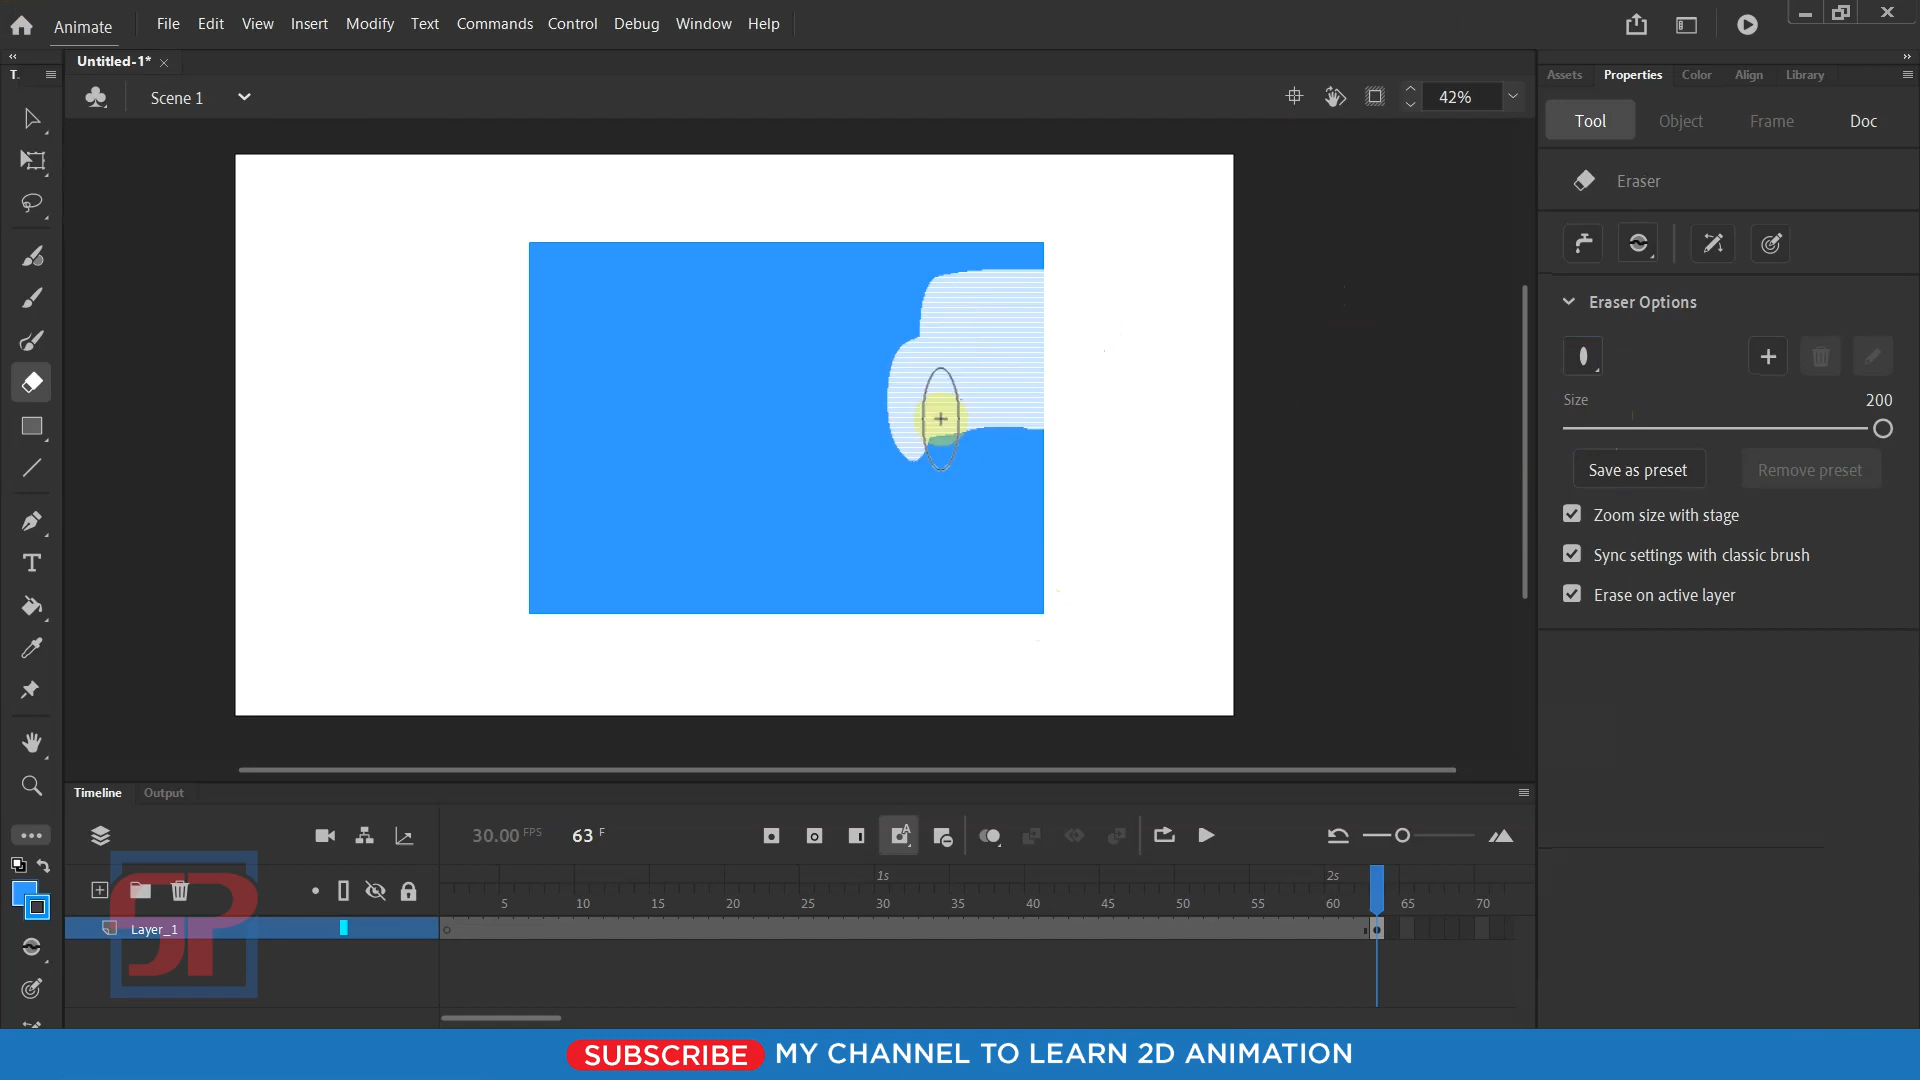 Animate File Edit View Insert Modify Text Commands Control Debug Window Help
Untitled-1*
T.
Assets Properties Color Align Library
Scene 1
42%
Tool Object Frame Doc
Eraser
Eraser Options
Size 200
Save as preset Remove preset
Zoom size with stage
Sync settings with classic brush
Erase on active layer
Timeline Output
30.00 FPS 63 F
1s 2s
5 10 15 20 25 30 35 40 45 50 55 60 65 70
Layer_1
SP
SUBSCRIBE MY CHANNEL TO LEARN 2D ANIMATION